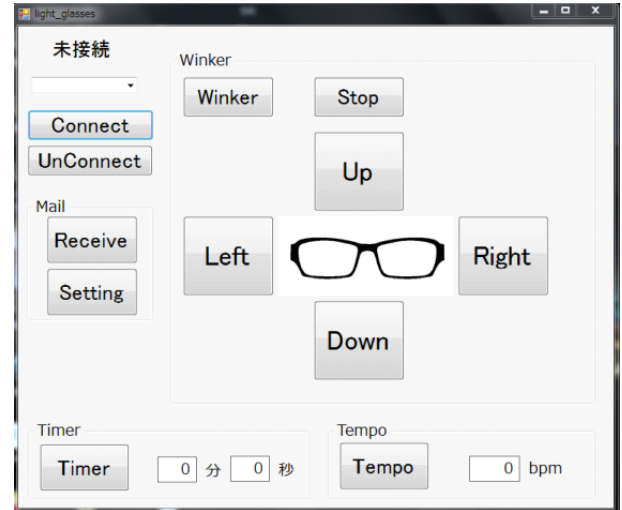 light_glasses
未接続
Connect
UnConnect
Mail
Receive
Setting
Winker
Winker Stop
Up
Left Right
Down
Timer
Timer 0 分 0 秒
Tempo
Tempo 0 bpm